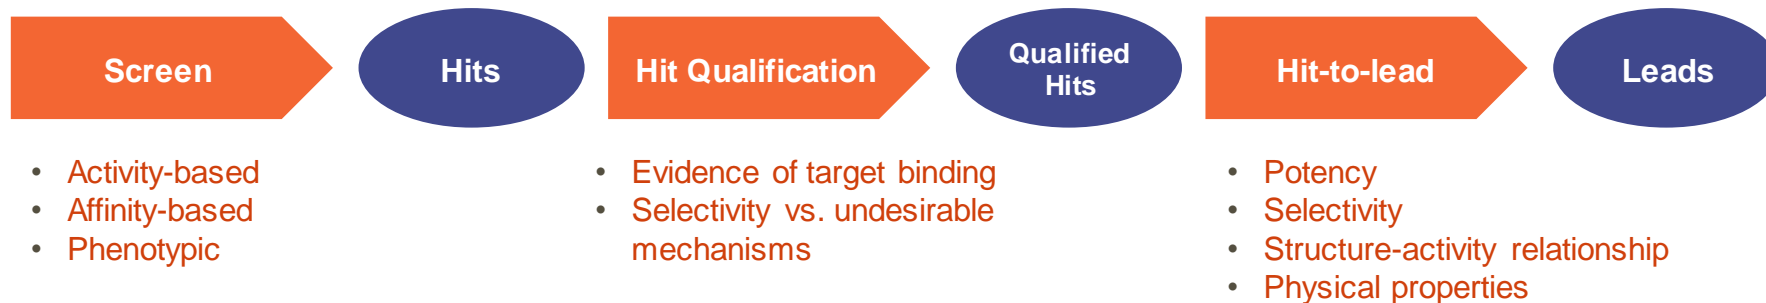 Screen
Hits
Hit Qualification
Qualified
Hits
Hit-to-lead
Leads
• Activity-based
• Affinity-based
• Phenotypic
• Evidence of target binding
• Selectivity vs. undesirable
mechanisms
• Potency
• Selectivity
• Structure-activity relationship
• Physical properties